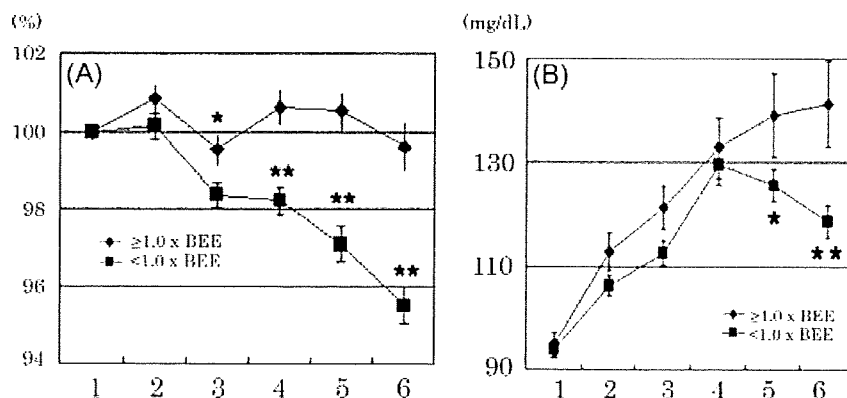 (%)
102
(A)
100
98
96
94
★
★★
★★
★★
≥1.0 x BEE
<1.0 x BEE
1 2 3 4 5 6
(mg/dL)
150
(B)
130
110
90
★
★★
≥1.0 x BEE
<1.0 x BEE
1 2 3 4 5 6